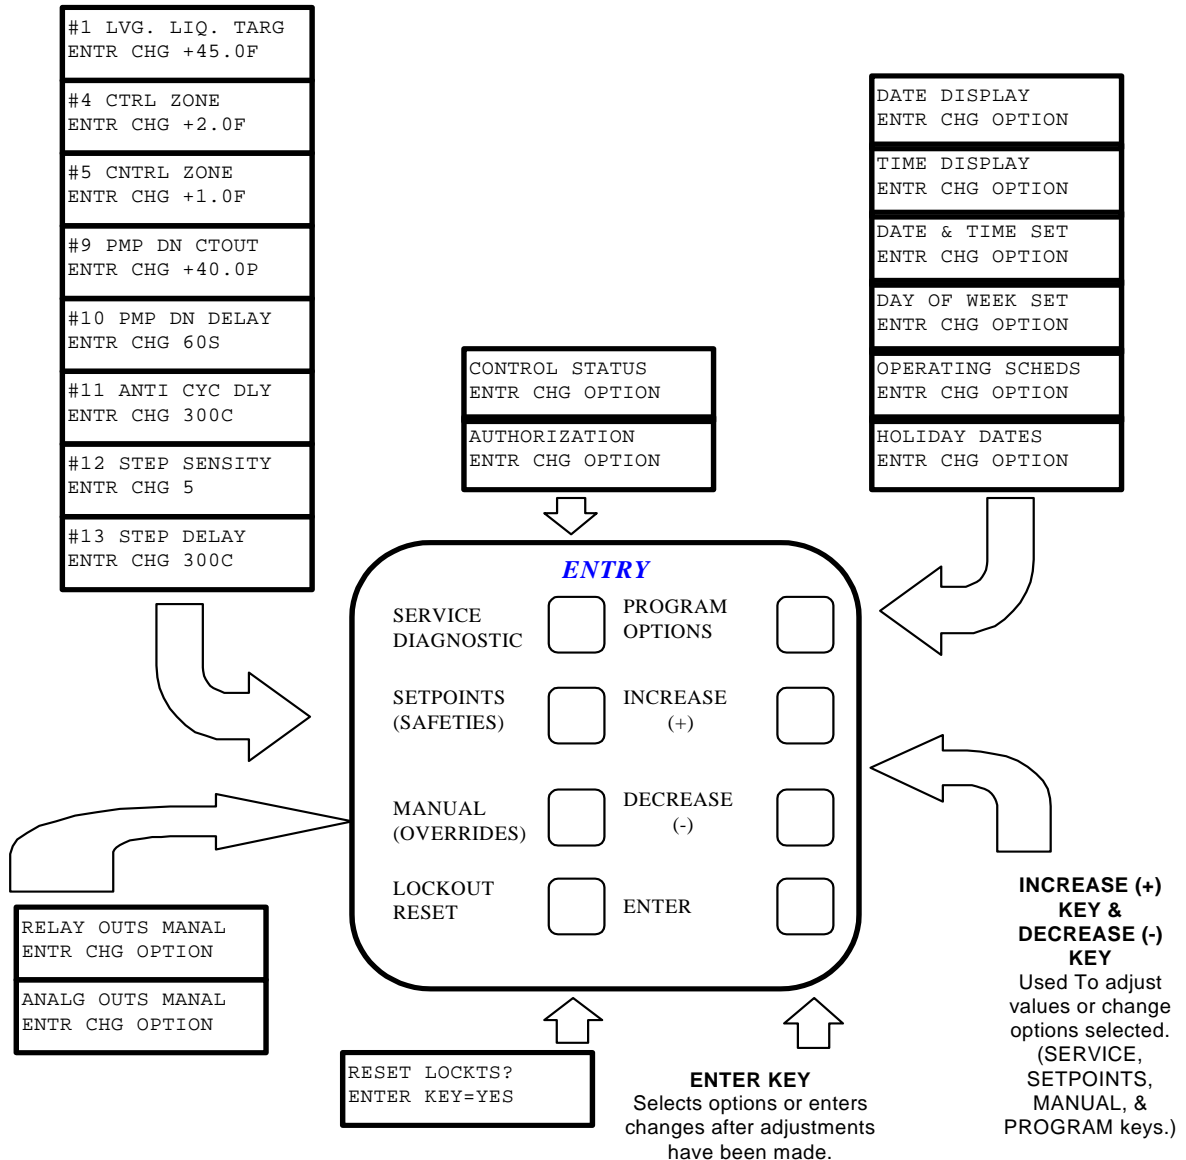 #1 LVG. LIQ. TARG
ENTR CHG +45.0F
#4 CTRL ZONE
ENTR CHG +2.0F
#5 CNTRL ZONE
ENTR CHG +1.0F
#9 PMP DN CTOUT
ENTR CHG +40.0P
#10 PMP DN DELAY
ENTR CHG 60S
#11 ANTI CYC DLY
ENTR CHG 300C
#12 STEP SENSITY
ENTR CHG 5
#13 STEP DELAY
ENTR CHG 300C
CONTROL STATUS
ENTR CHG OPTION
AUTHORIZATION
ENTR CHG OPTION
DATE DISPLAY
ENTR CHG OPTION
TIME DISPLAY
ENTR CHG OPTION
DATE & TIME SET
ENTR CHG OPTION
DAY OF WEEK SET
ENTR CHG OPTION
OPERATING SCHEDS
ENTR CHG OPTION
HOLIDAY DATES
ENTR CHG OPTION
ENTRY
SERVICE
DIAGNOSTIC
PROGRAM
OPTIONS
SETPOINTS
(SAFETIES)
INCREASE
(+)
MANUAL
(OVERRIDES)
DECREASE
(-)
LOCKOUT
RESET
ENTER
RELAY OUTS MANAL
ENTR CHG OPTION
ANALG OUTS MANAL
ENTR CHG OPTION
RESET LOCKTS?
ENTER KEY=YES
ENTER KEY
Selects options or enters
changes after adjustments
have been made.
INCREASE (+)
KEY &
DECREASE (-)
KEY
Used To adjust
values or change
options selected.
(SERVICE,
SETPOINTS,
MANUAL, &
PROGRAM keys.)